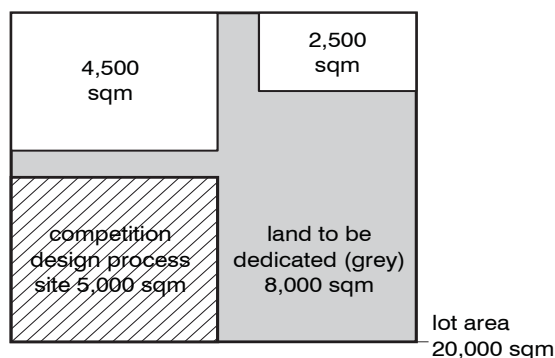 4,500
sqm
2,500
sqm
competition
design process
site 5,000 sqm
land to be
dedicated (grey)
8,000 sqm
lot area
20,000 sqm